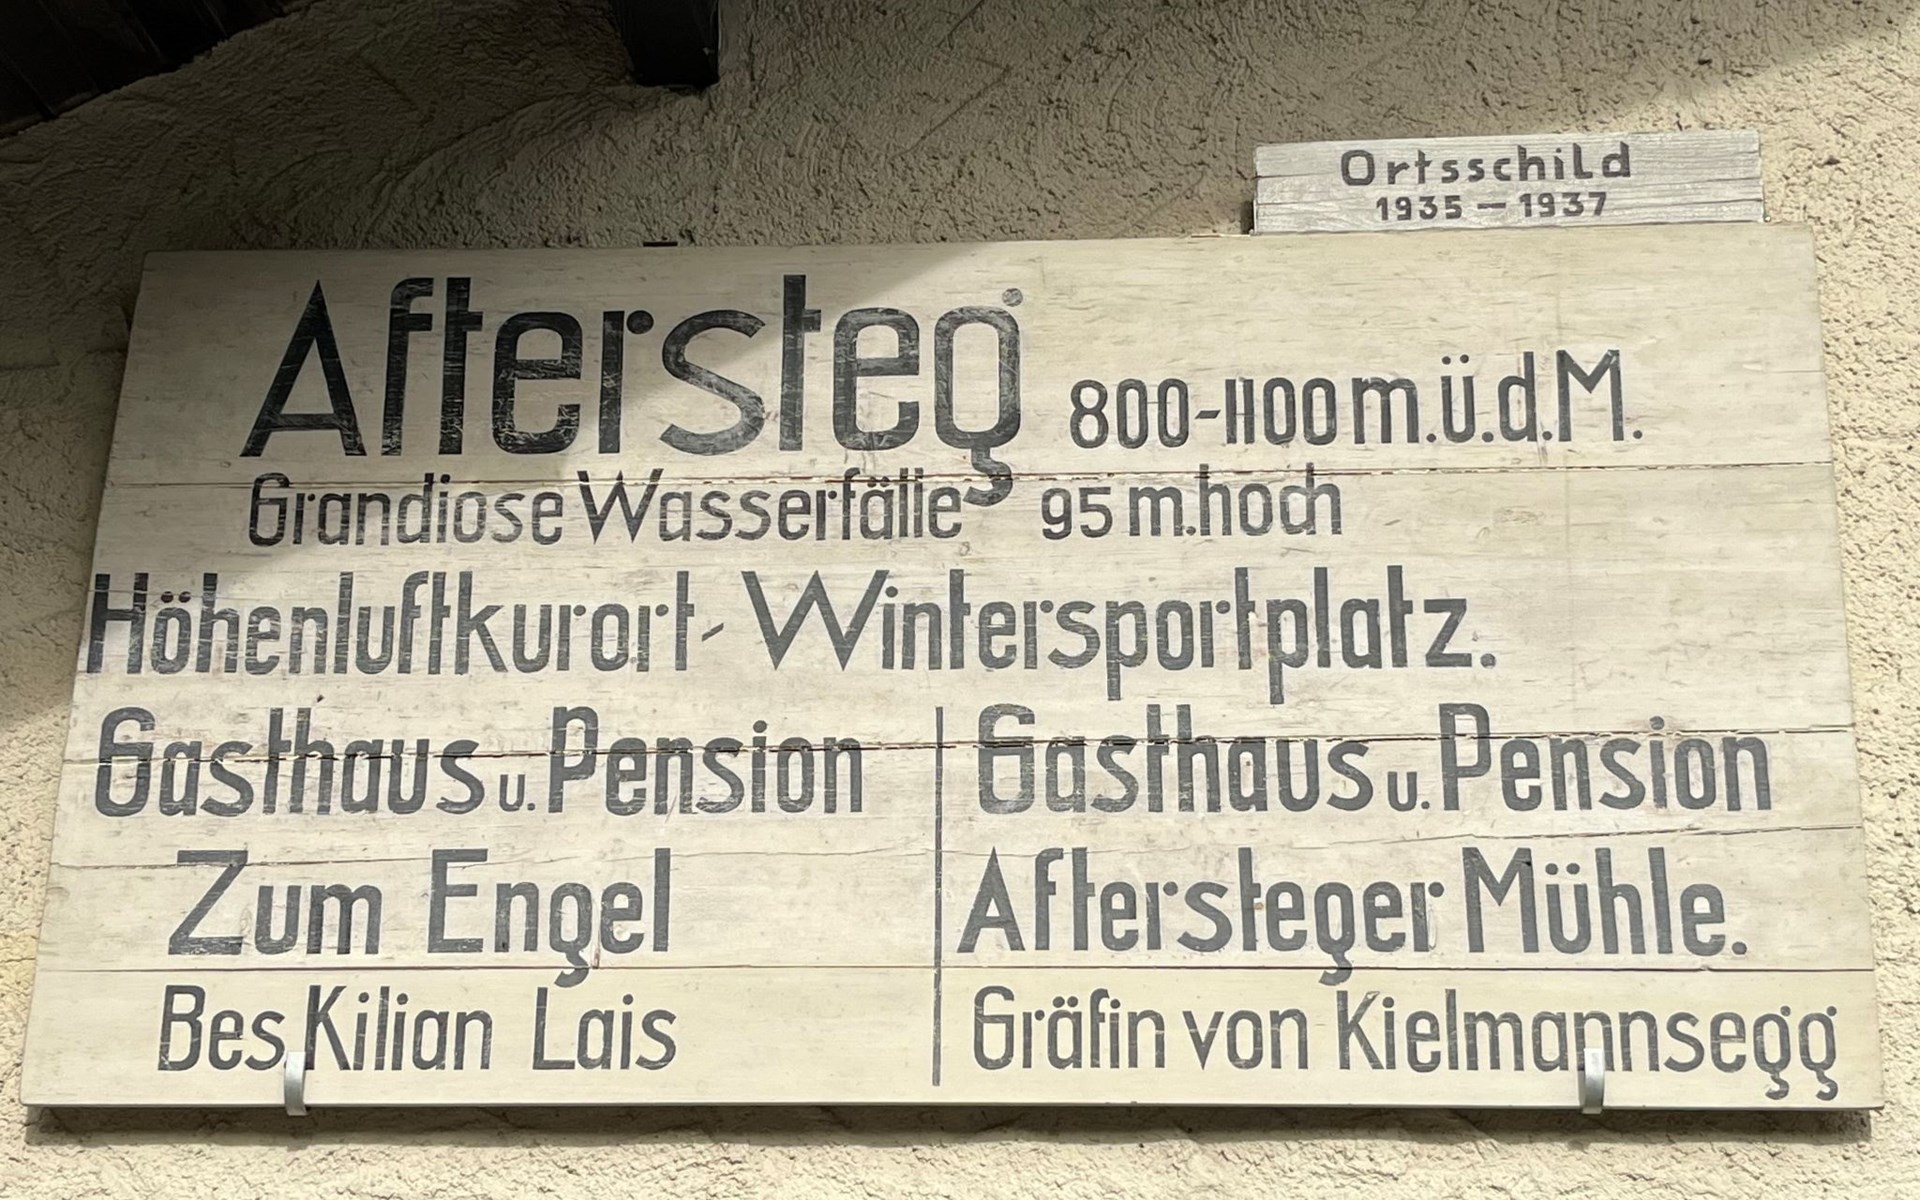 Ortsschild
1935 – 1937
Aftersteg 800-1100 m.ü.d.M.
Grandiose Wasserfälle 95 m.hoch
Höhenluftkurort - Wintersportplatz.
Gasthaus u. Pension
Zum Engel
Bes Kilian Lais
Gasthaus u. Pension
Aftersteger Mühle.
Gräfin von Kielmannsegg